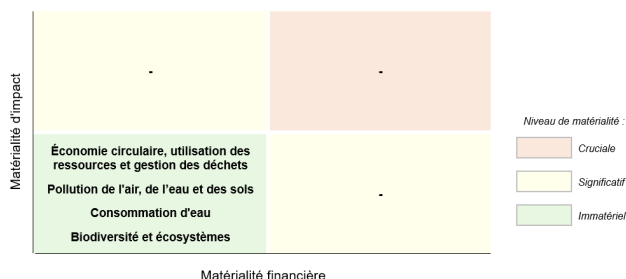 Matérialité d'impact
-
-
Économie circulaire, utilisation des
ressources et gestion des déchets
Pollution de l'air, de l'eau et des sols
Consommation d'eau
Biodiversité et écosystèmes
-
Matérialité financière
Niveau de matérialité :
Cruciale
Significatif
Immatériel